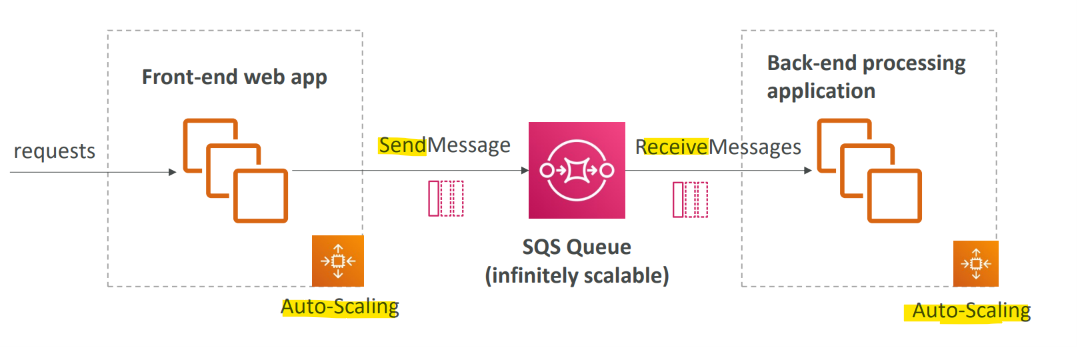 Front-end web app
requests
Auto-Scaling
SendMessage
SQS Queue
(infinitely scalable)
ReceiveMessages
Back-end processing
application
Auto-Scaling